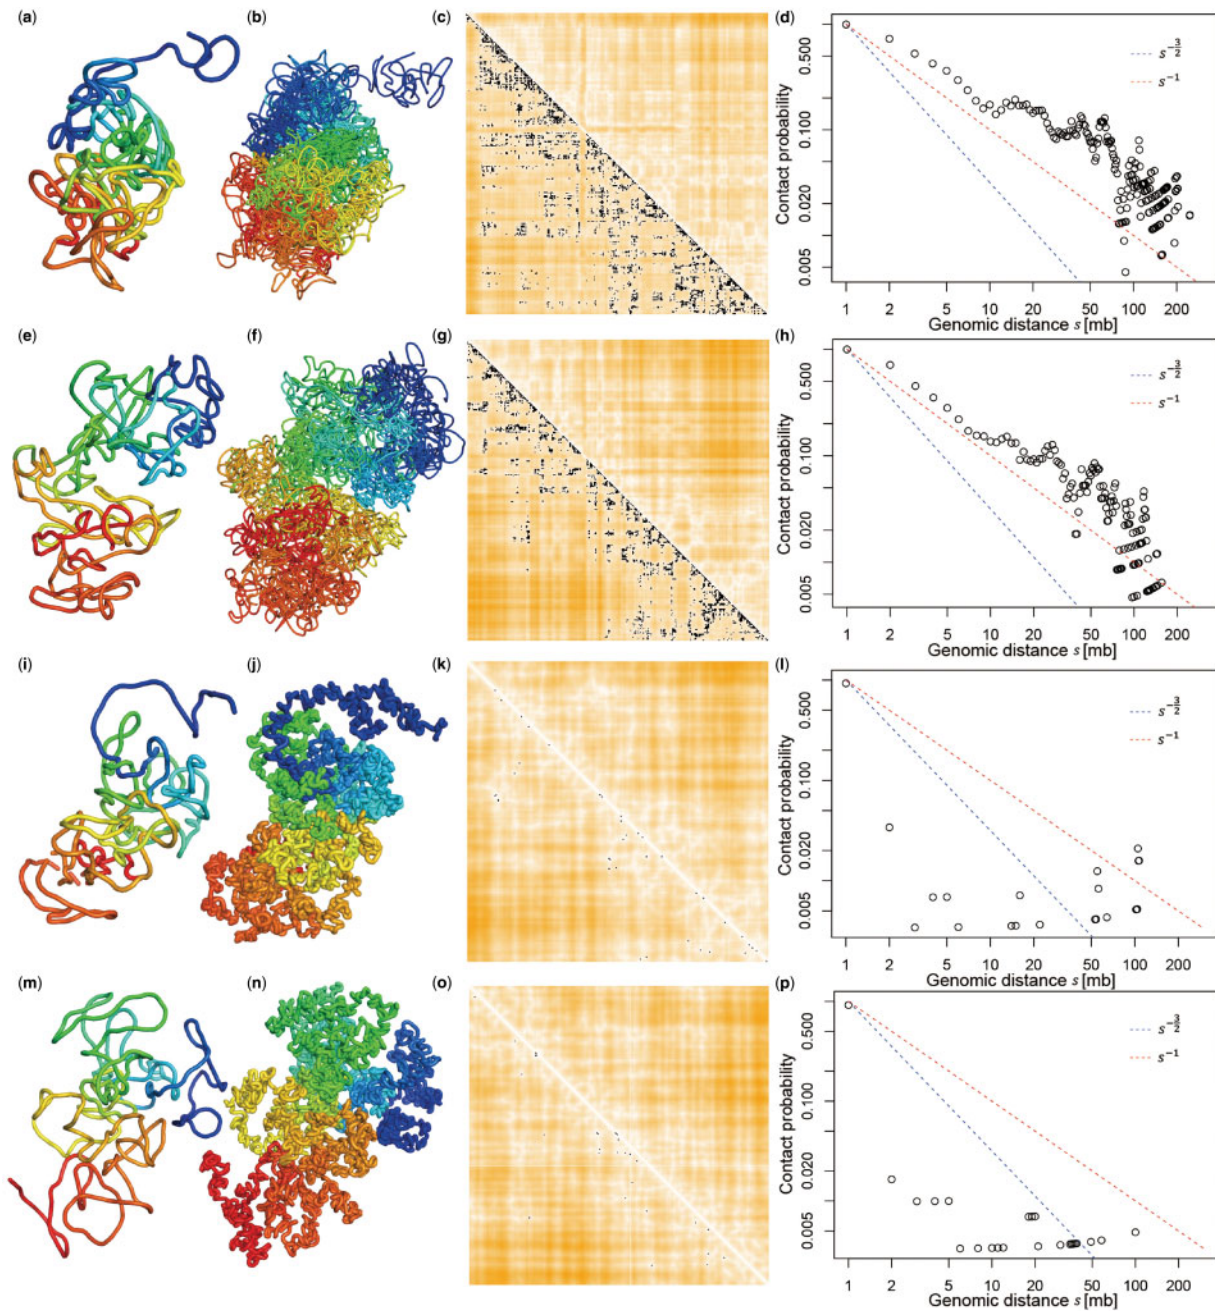 (a) (b) (c) (d)
0.500
0.100
0.020
0.005
Contact probability
s^{-3/2}
s^{-1}
1 2 5 10 20 50 100 200
Genomic distance s [mb]
(e) (f) (g) (h)
0.500
0.100
0.020
0.005
Contact probability
s^{-3/2}
s^{-1}
1 2 5 10 20 50 100 200
Genomic distance s [mb]
(i) (j) (k) (l)
0.500
0.100
0.020
0.005
Contact probability
s^{-3/2}
s^{-1}
1 2 5 10 20 50 100 200
Genomic distance s [mb]
(m) (n) (o) (p)
0.500
0.100
0.020
0.005
Contact probability
s^{-3/2}
s^{-1}
1 2 5 10 20 50 100 200
Genomic distance s [mb]